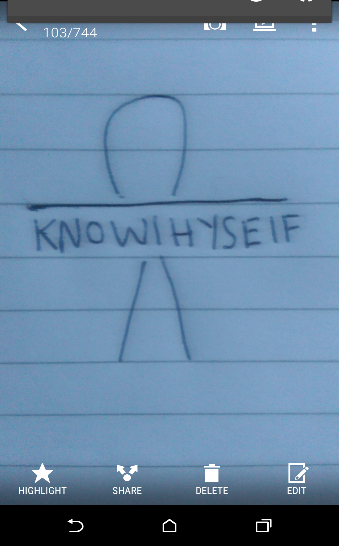 103/744
KNOWIHYSEIF
HIGHLIGHT SHARE DELETE EDIT